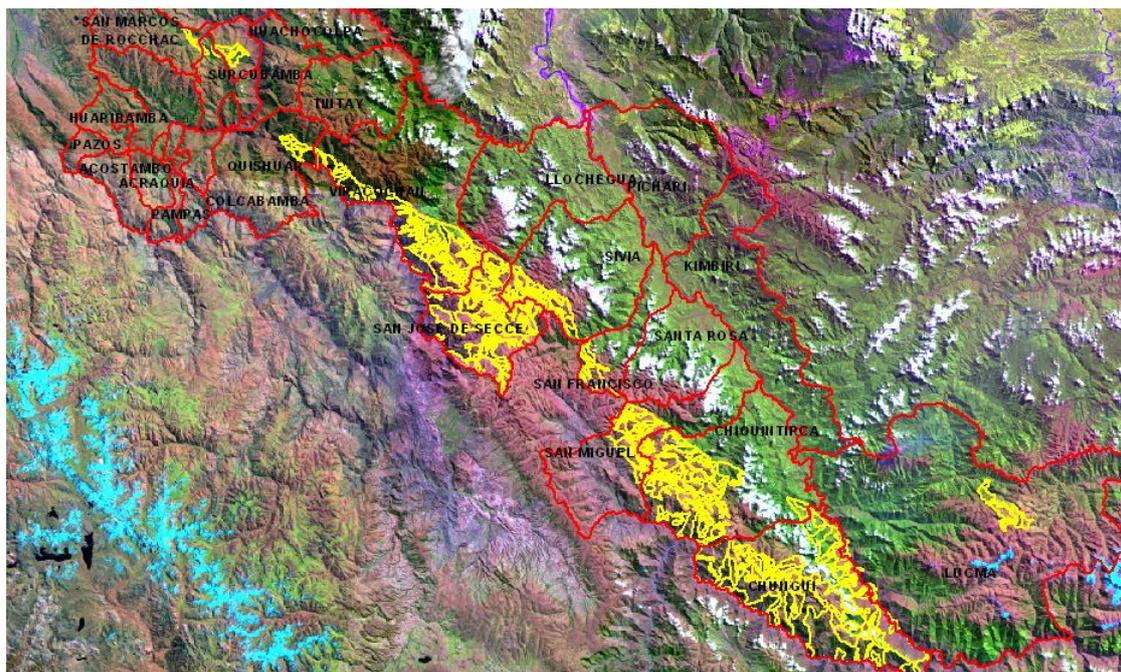 *SAN MARCOS
DE ROCCHAC
HUACHOCOLPA
SURCUBAMBA
TINTAY
HUARIBAMBA
PAZOS
ACOSTAMBO
ACRAQUIA
QUISHUAR
COLCABAMBA
PAMPAS
LLOCHEGUA
PICHARI
SIVIA
KIMBIRI
SAN JOSE DE SECCE
SANTA ROSA
SAN FRANCISCO
CHIQUINTIRCA
SAN MIGUEL
LUCMA
CHUNGUI